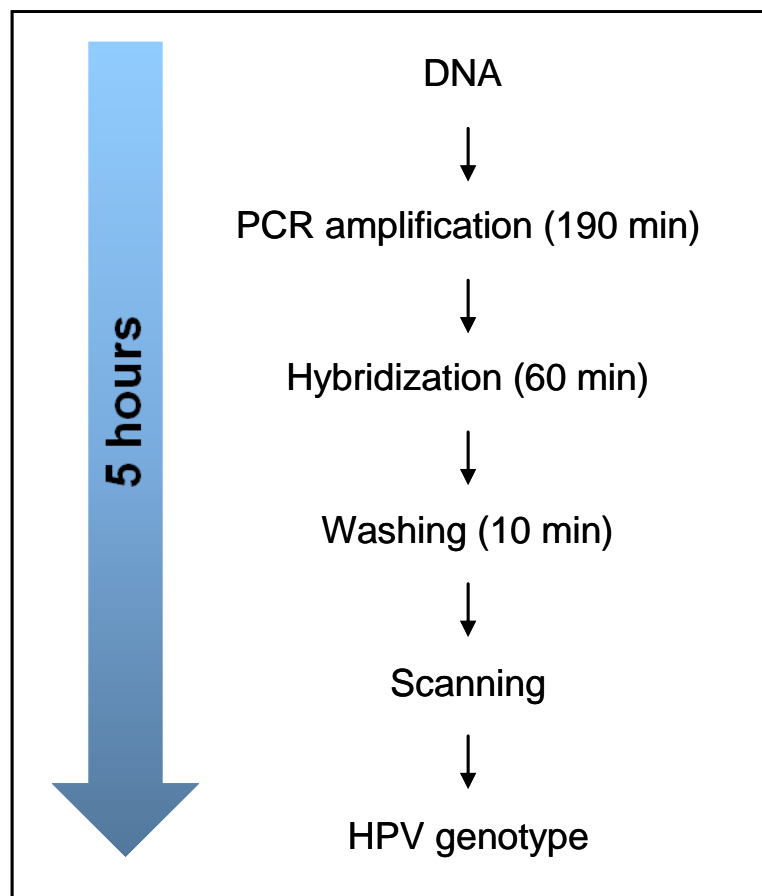 5 hours
DNA
PCR amplification (190 min)
Hybridization (60 min)
Washing (10 min)
Scanning
HPV genotype